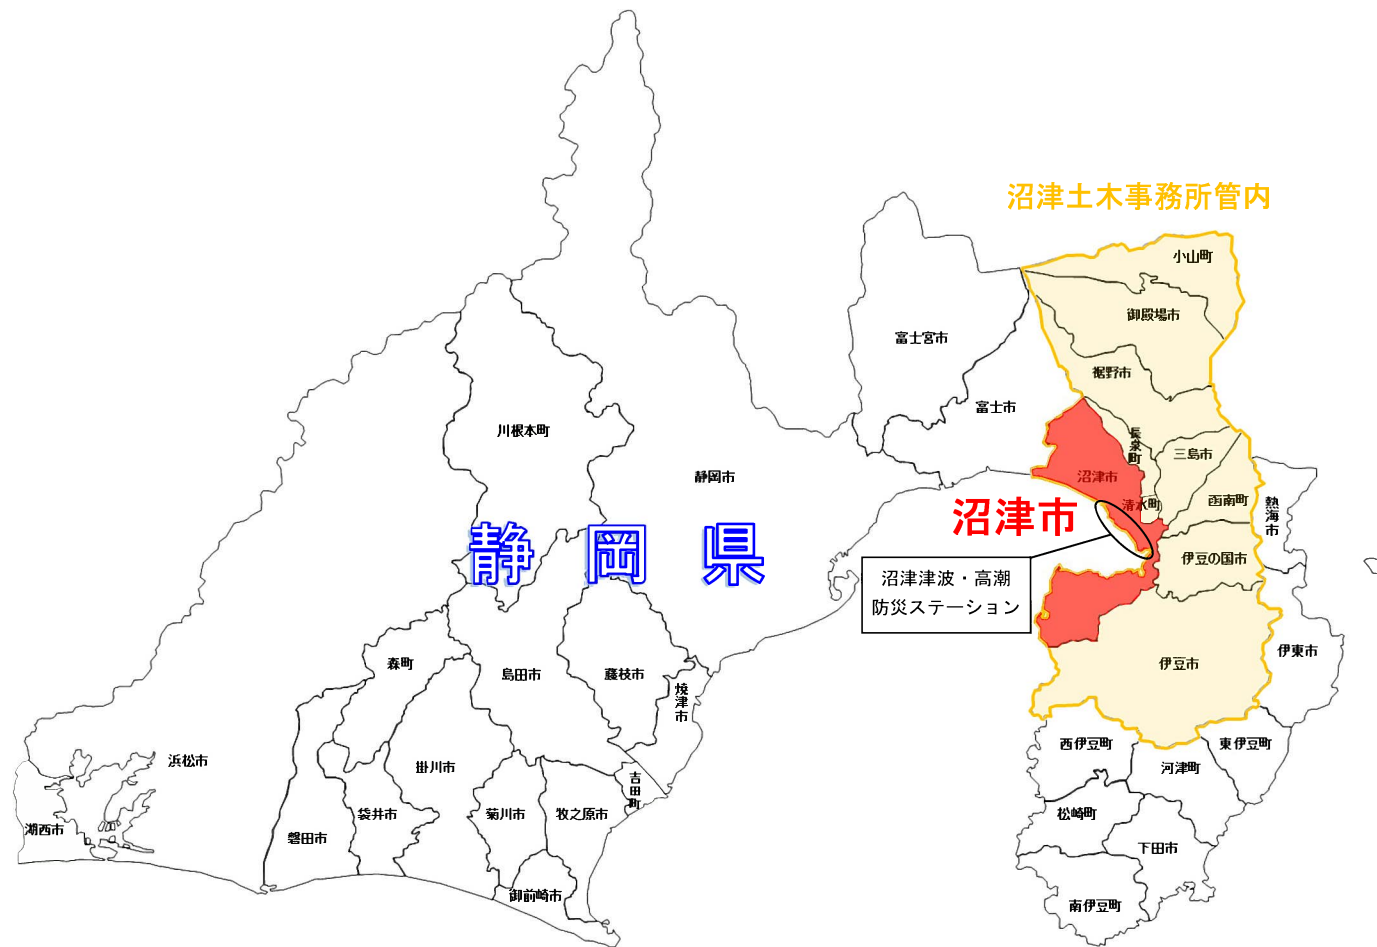 沼津土木事務所管内
小山町
御殿場市
富士宮市
裾野市
富士市
川根本町
長泉町
三島市
静岡市
沼津市
函南町
清水町
熱海市
沼津市
静岡県
伊豆の国市
沼津津波・高潮
防災ステーション
伊東市
森町
伊豆市
島田市
藤枝市
焼津市
西伊豆町
東伊豆町
浜松市
掛川市
河津町
吉田町
湖西市
袋井市
菊川市
牧之原市
松崎町
磐田市
下田市
御前崎市
南伊豆町